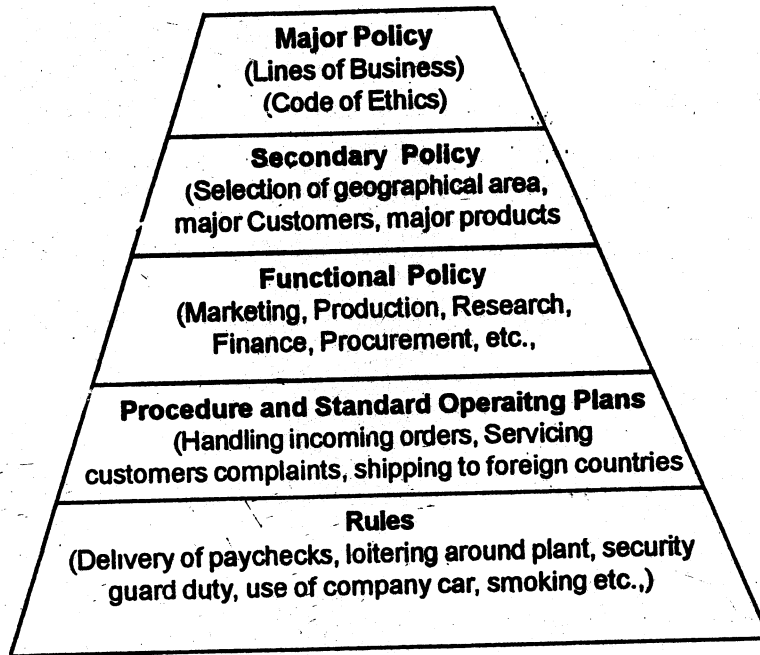 Major Policy
(Lines of Business)
(Code of Ethics)
Secondary Policy
(Selection of geographical area,
major Customers, major products
Functional Policy
(Marketing, Production, Research,
Finance, Procurement, etc.,
Procedure and Standard Operaitng Plans
(Handling incoming orders, Servicing
customers complaints, shipping to foreign countries
Rules
(Delivery of paychecks, loitering around plant, security
guard duty, use of company car, smoking etc.,)